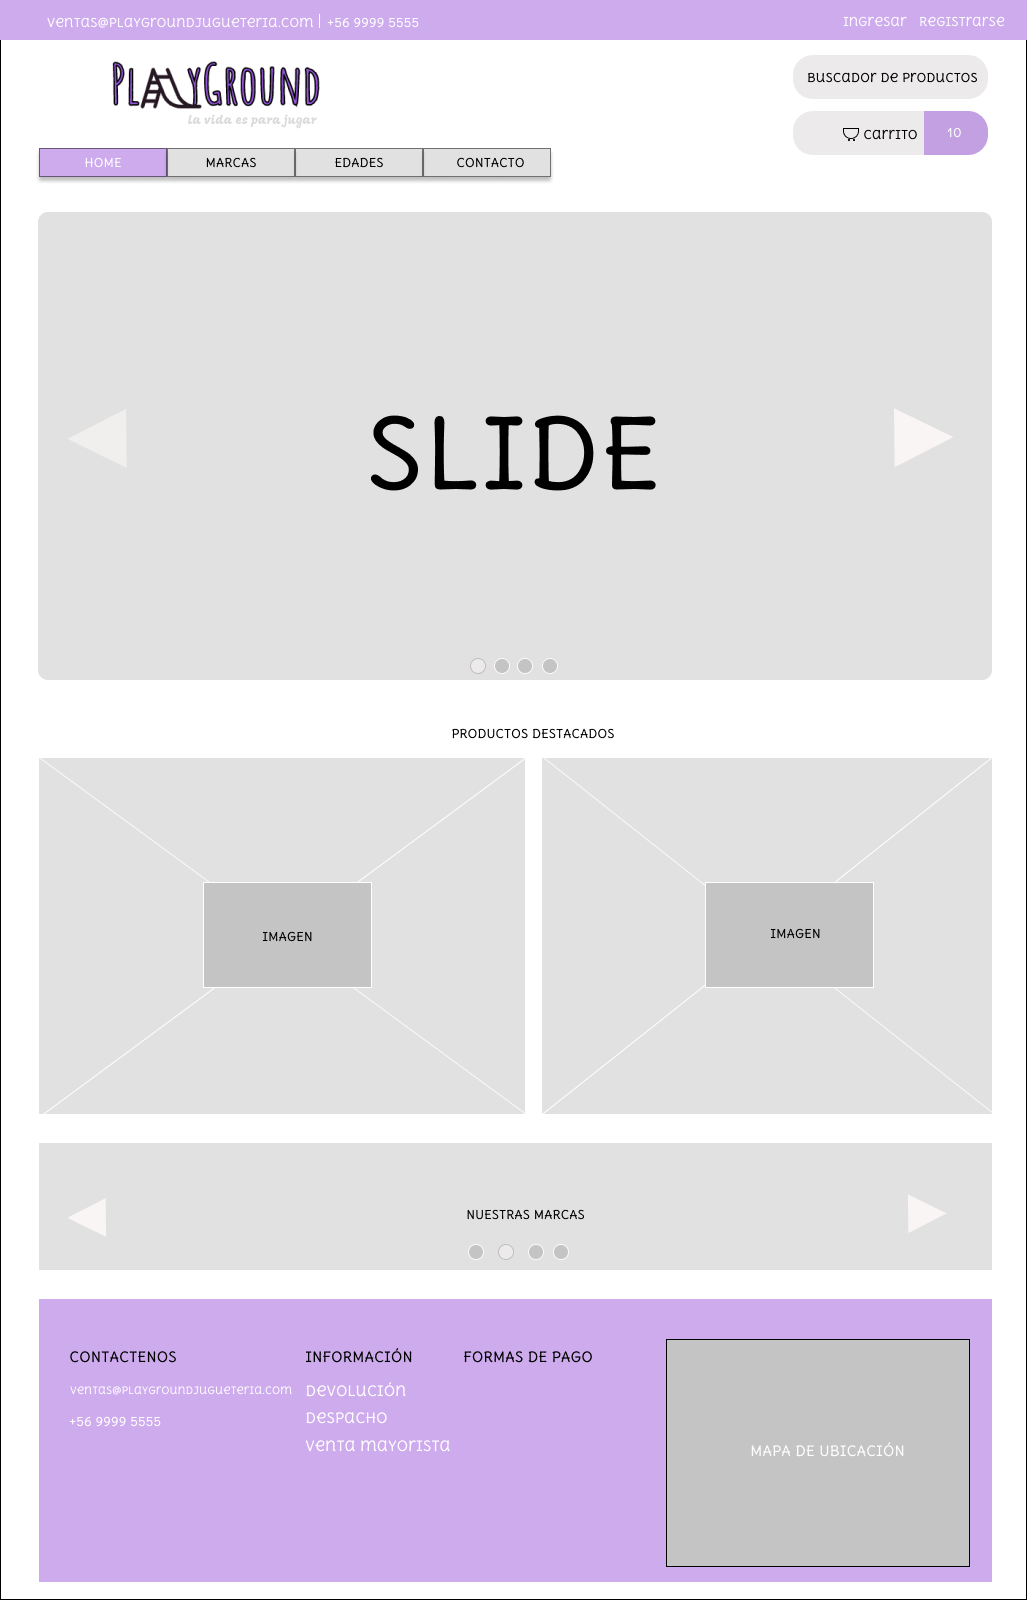 ventas@playgroundjugueteria.com | +56 9999 5555
Ingresar Registrarse
PLAYGROUND
la vida es para jugar
Buscador de productos
carrito 10
HOME MARCAS EDADES CONTACTO
SLIDE
PRODUCTOS DESTACADOS
IMAGEN
IMAGEN
NUESTRAS MARCAS
CONTACTENOS
ventas@playgroundjugueteria.com
+56 9999 5555
INFORMACIÓN
Devolución
Despacho
venta mayorista
FORMAS DE PAGO
MAPA DE UBICACIÓN